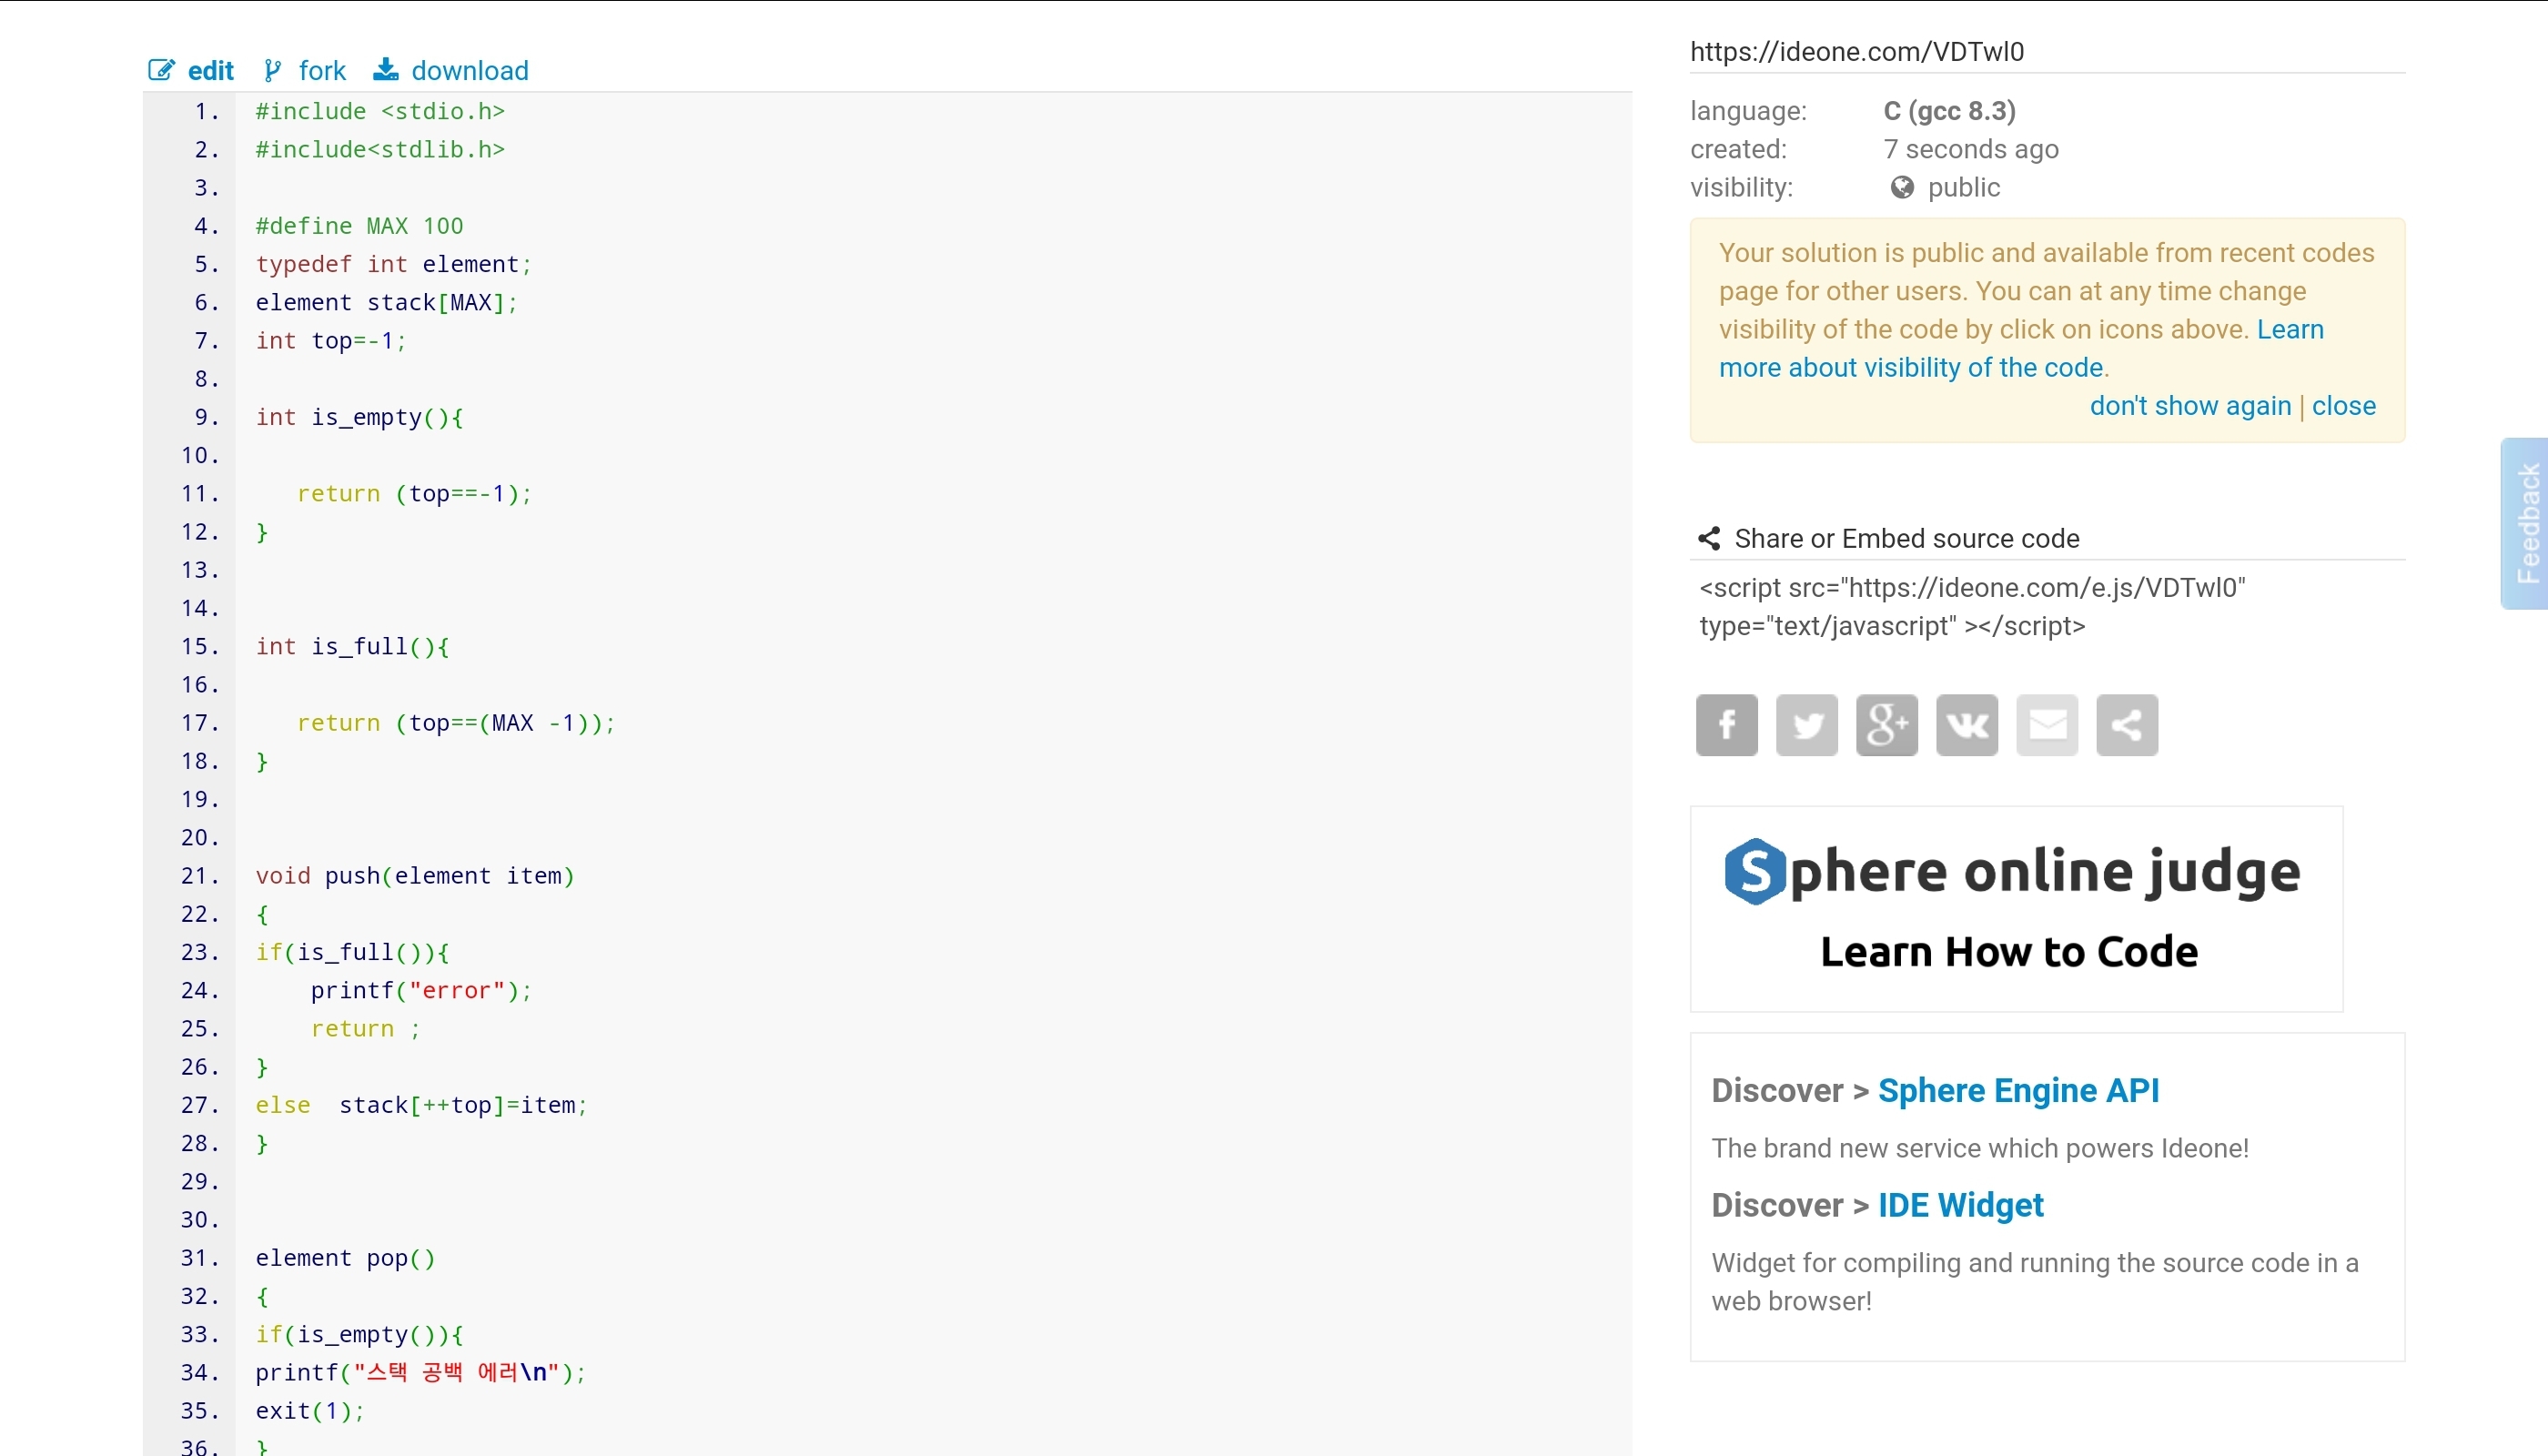 edit fork download
1. #include <stdio.h>
2. #include<stdlib.h>
3.
4. #define MAX 100
5. typedef int element;
6. element stack[MAX];
7. int top=-1;
8.
9. int is_empty(){
10.
11.    return (top==-1);
12. }
13.
14.
15. int is_full(){
16.
17.    return (top==(MAX -1));
18. }
19.
20.
21. void push(element item)
22. {
23. if(is_full()){
24.     printf("error");
25.     return ;
26. }
27. else  stack[++top]=item;
28. }
29.
30.
31. element pop()
32. {
33. if(is_empty()){
34. printf("스택 공백 에러\n");
35. exit(1);
36. }
https://ideone.com/VDTwl0
language: C (gcc 8.3)
created: 7 seconds ago
visibility: public
Your solution is public and available from recent codes
page for other users. You can at any time change
visibility of the code by click on icons above. Learn
more about visibility of the code.
don't show again | close
Share or Embed source code
<script src="https://ideone.com/e.js/VDTwl0"
type="text/javascript" ></script>
f g+ vk
Sphere online judge
Learn How to Code
Discover > Sphere Engine API
The brand new service which powers Ideone!
Discover > IDE Widget
Widget for compiling and running the source code in a
web browser!
Feedback